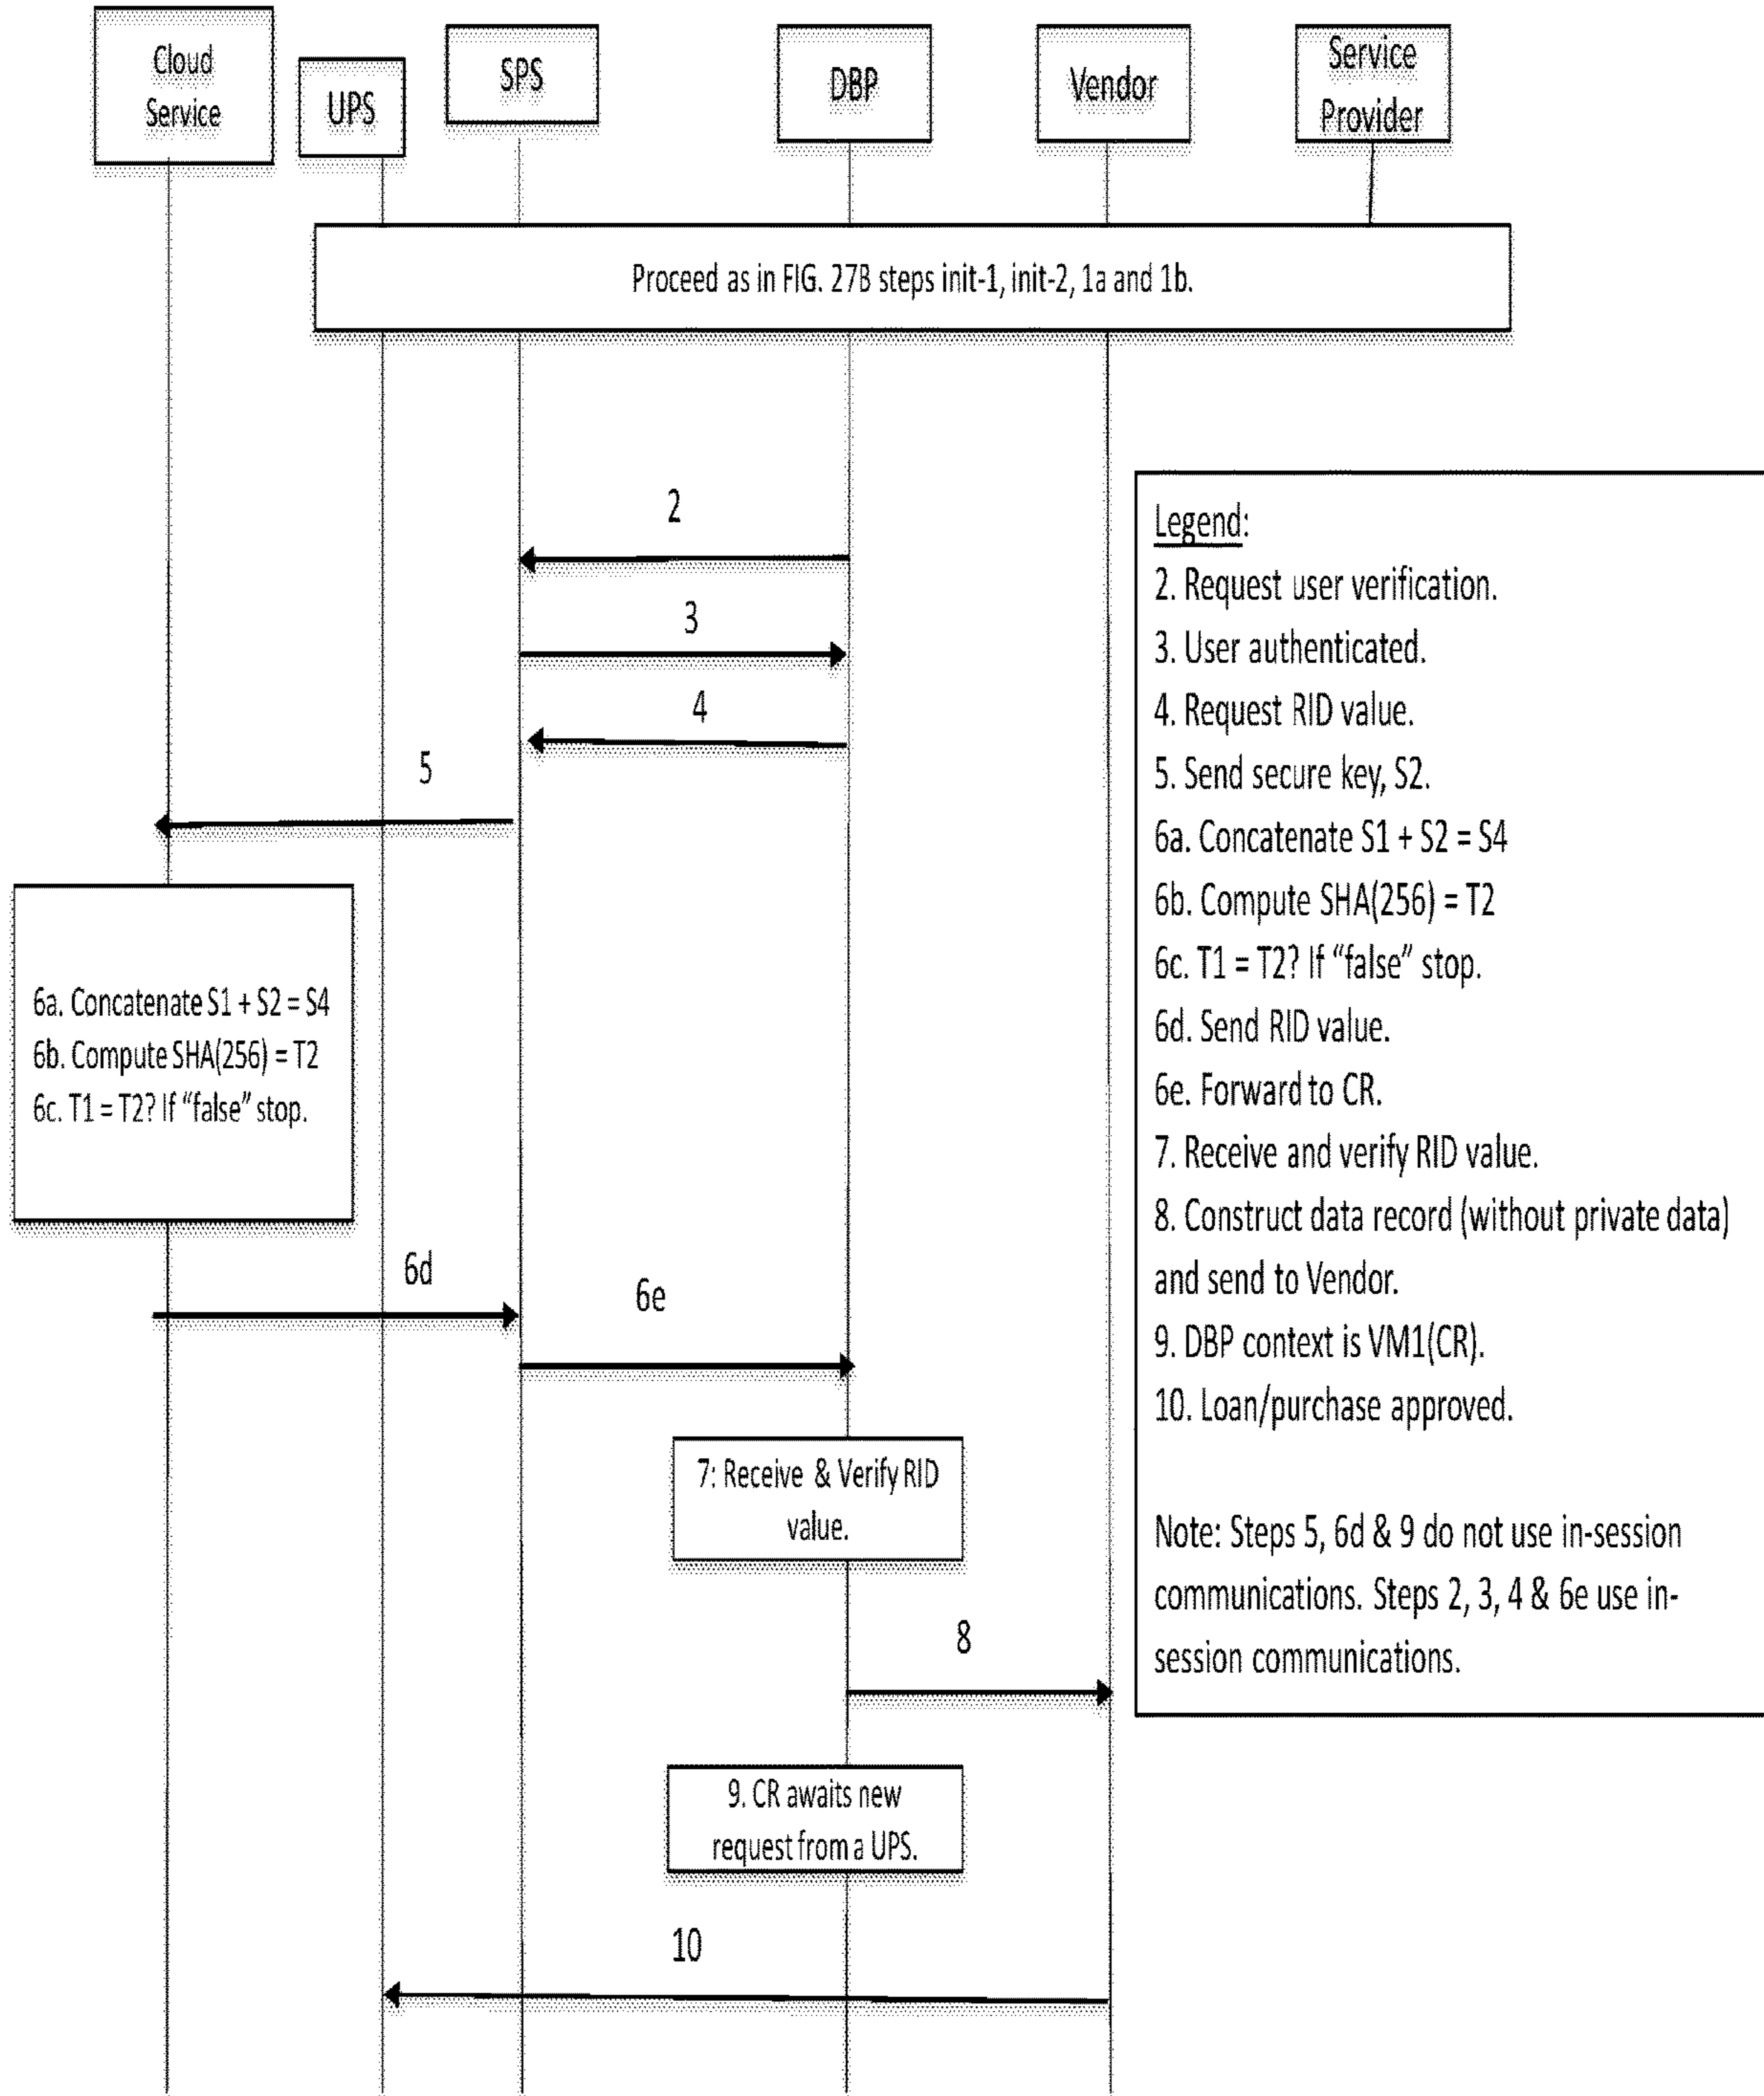 Cloud
Service
UPS
SPS
DBP
Vendor
Service
Provider
Proceed as in FIG. 27B steps init-1, init-2, 1a and 1b.
2
3
4
5
6a. Concatenate S1 + S2 = S4
6b. Compute SHA(256) = T2
6c. T1 = T2? If “false” stop.
6d
6e
7: Receive & Verify RID
value.
8
9. CR awaits new
request from a UPS.
10
Legend:
2. Request user verification.
3. User authenticated.
4. Request RID value.
5. Send secure key, S2.
6a. Concatenate S1 + S2 = S4
6b. Compute SHA(256) = T2
6c. T1 = T2? If “false” stop.
6d. Send RID value.
6e. Forward to CR.
7. Receive and verify RID value.
8. Construct data record (without private data)
and send to Vendor.
9. DBP context is VM1(CR).
10. Loan/purchase approved.
Note: Steps 5, 6d & 9 do not use in-session
communications. Steps 2, 3, 4 & 6e use in-
session communications.